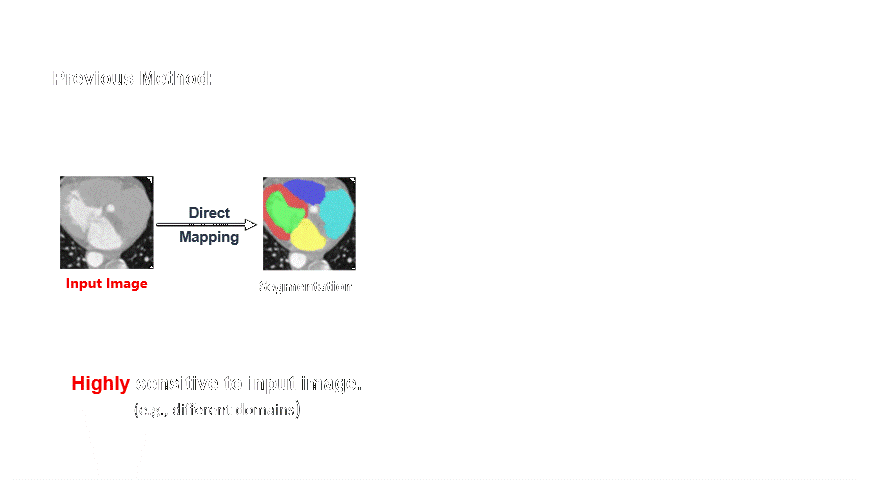 Previous Method:
Direct
Mapping
Input Image
Segmentation
Highly sensitive to input image.
(e.g., different domains)